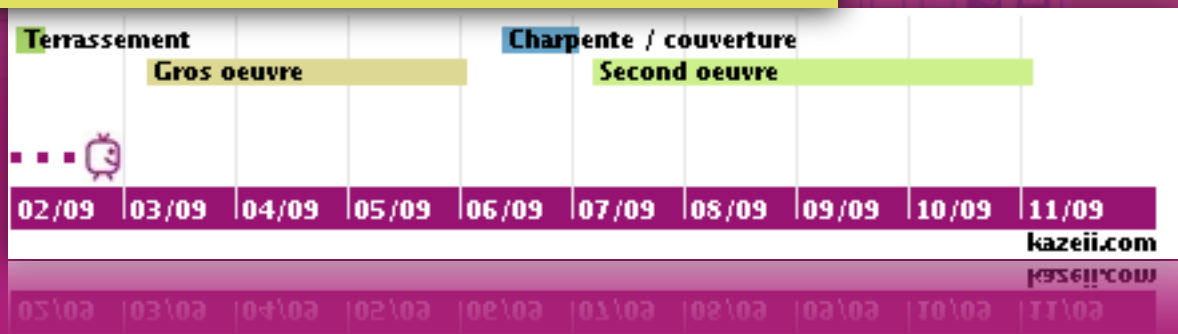 Terrassement
Charpente / couverture
Gros oeuvre
Second oeuvre
02/09 03/09 04/09 05/09 06/09 07/09 08/09 09/09 10/09 11/09
kazeii.com